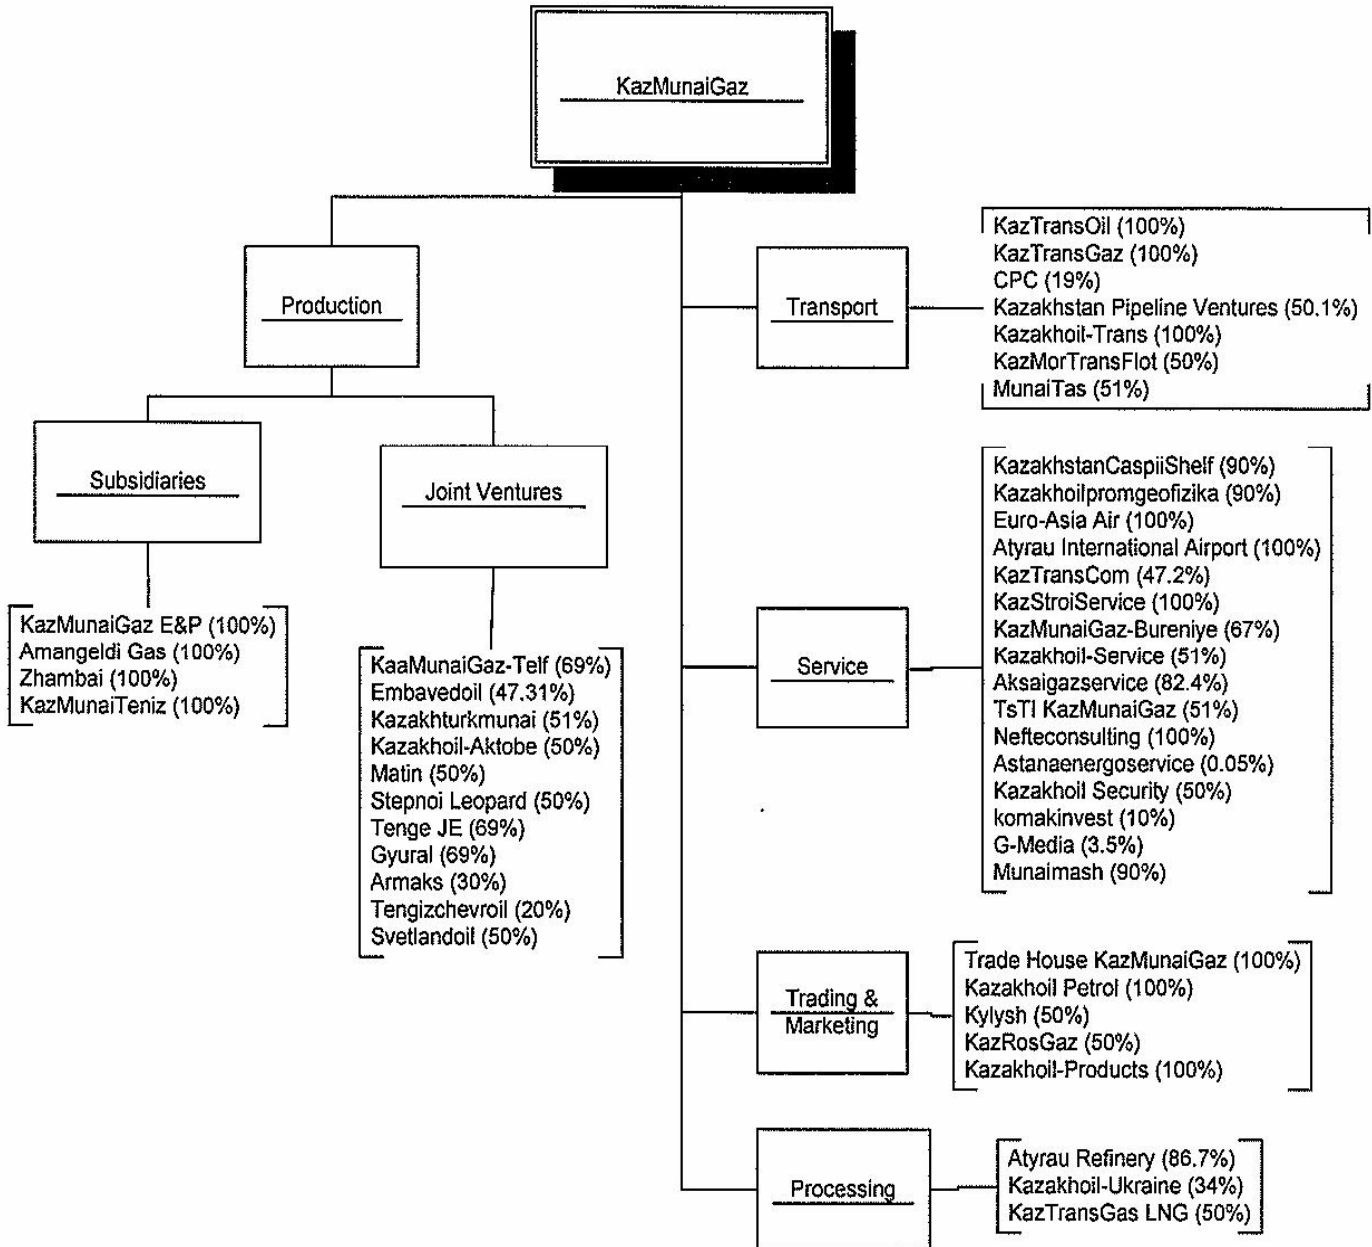 KazMunaiGaz
Production
Subsidiaries
KazMunaiGaz E&P (100%)
Amangeldi Gas (100%)
Zhambai (100%)
KazMunaiTeniz (100%)
Joint Ventures
KaaMunaiGaz-Telf (69%)
Embavedoil (47.31%)
Kazakhturkmunai (51%)
Kazakhoil-Aktobe (50%)
Matin (50%)
Stepnoi Leopard (50%)
Tenge JE (69%)
Gyural (69%)
Armaks (30%)
Tengizchevroil (20%)
Svetlandoil (50%)
Transport
KazTransOil (100%)
KazTransGaz (100%)
CPC (19%)
Kazakhstan Pipeline Ventures (50.1%)
Kazakhoil-Trans (100%)
KazMorTransFlot (50%)
MunaiTas (51%)
Service
KazakhstanCaspiiShelf (90%)
Kazakhoilpromgeofizika (90%)
Euro-Asia Air (100%)
Atyrau International Airport (100%)
KazTransCom (47.2%)
KazStroiService (100%)
KazMunaiGaz-Bureniye (67%)
Kazakhoil-Service (51%)
Aksaigazservice (82.4%)
TsTI KazMunaiGaz (51%)
Nefteconsulting (100%)
Astanaenergoservice (0.05%)
Kazakhoil Security (50%)
komakinvest (10%)
G-Media (3.5%)
Munaimash (90%)
Trading &
Marketing
Trade House KazMunaiGaz (100%)
Kazakhoil Petrol (100%)
Kylysh (50%)
KazRosGaz (50%)
Kazakhoil-Products (100%)
Processing
Atyrau Refinery (86.7%)
Kazakhoil-Ukraine (34%)
KazTransGas LNG (50%)